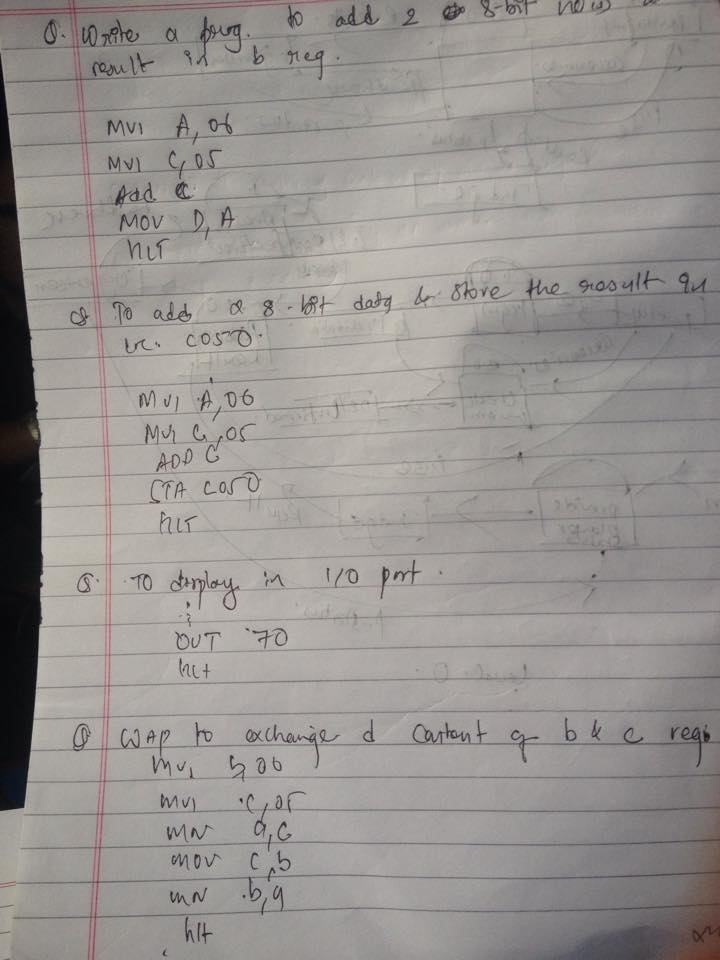 Q. Write a prog. to add 2 8-bit no's
result in b reg.
MVI A, 06
MVI C, 05
Add C
MOV D, A
HLT
Q To add 2 8-bit data & store the result in
loc. C050.
MVI A, 06
MVI C, 05
ADD C
STA C050
HLT
Q. To display in I/O port.
:
OUT 70
hlt
Q WAP to exchange d content of b & c regs
MVI b, 06
MVI C, 05
MOV a, c
MOV c, b
MOV b, a
hlt